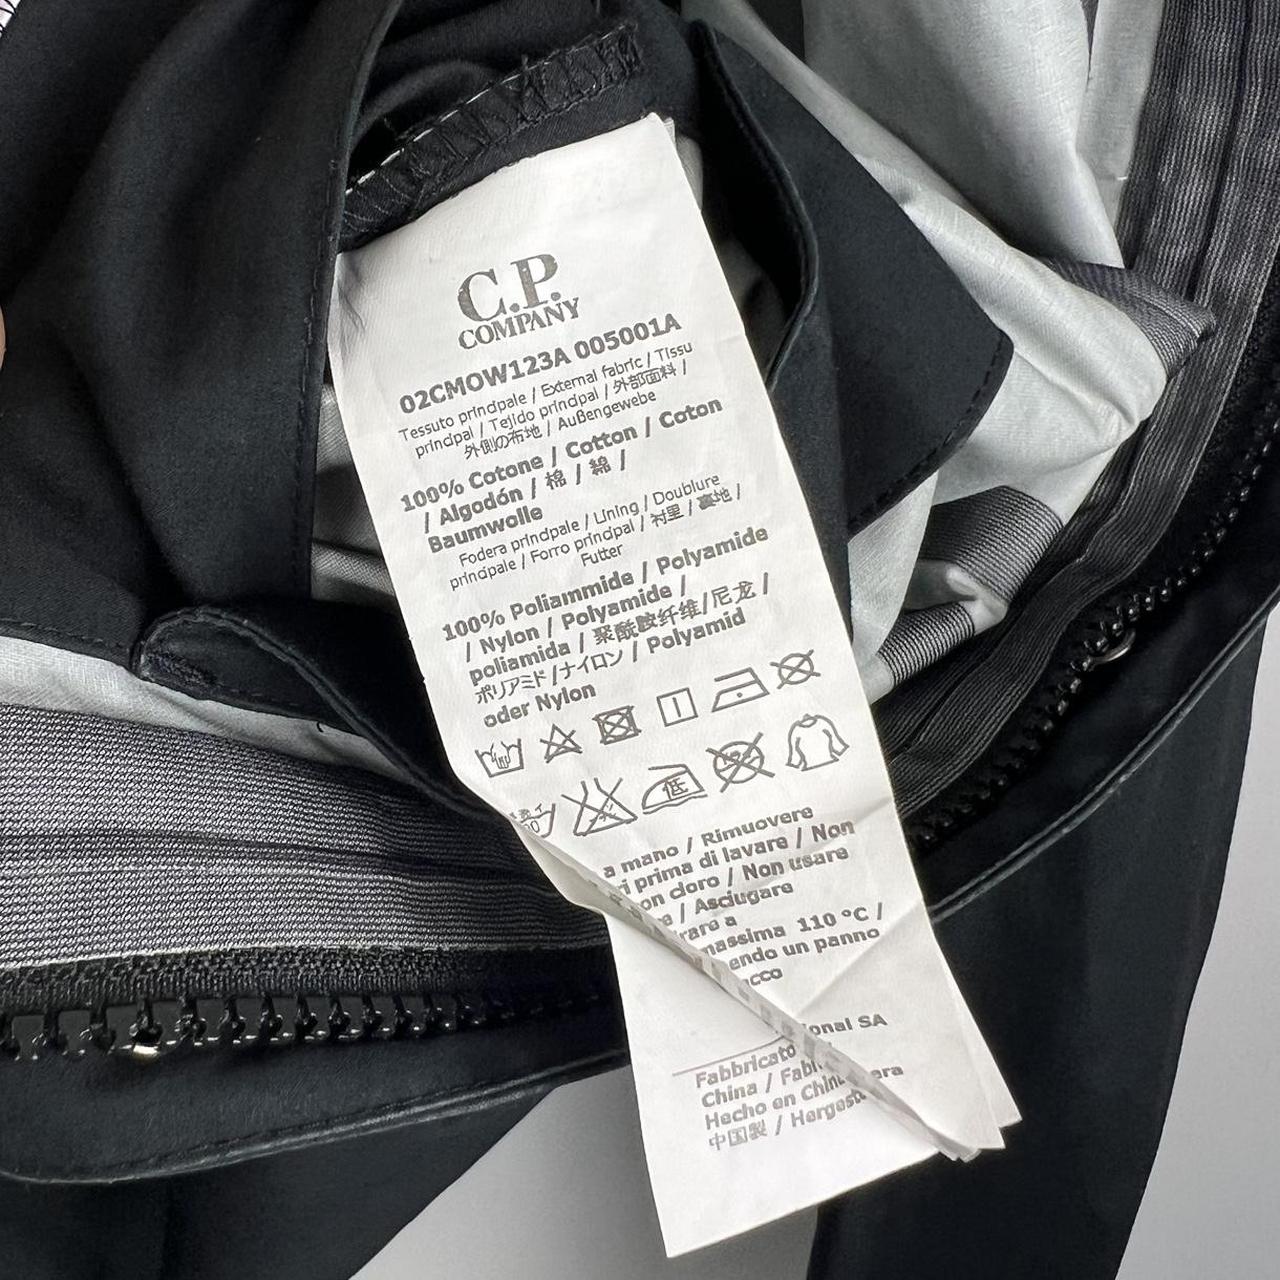 C.P.
COMPANY
02CMOW123A 005001A
Tessuto principale / External fabric / Tissu
principal / Tejido principal / 外部面料 /
外側の布地 / Außengewebe
100% Cotone / Cotton / Coton
/ Algodón / 棉 / 綿 /
Baumwolle
Fodera principale / Lining / Doublure
principale / Forro principal / 衬里 / 裏地 /
Futter
100% Poliammide / Polyamide
/ Nylon / Polyamide /
poliamida / 聚酰胺纤维/尼龙 /
ポリアミド/ナイロン / Polyamid
oder Nylon
低
a mano / Rimuovere
prima di lavare / Non
cloro / Non usare
/ Asciugare
a
massima 110 °C /
un panno
SA
Fabbricato
China /
Hecho en
中国製 /